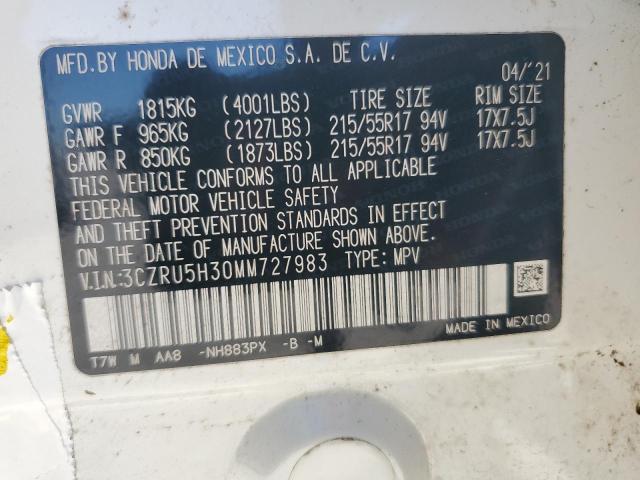 MFD.BY HONDA DE MEXICO S.A. DE C.V.
04/'21
GVWR 1815KG (4001LBS) TIRE SIZE RIM SIZE
GAWR F 965KG (2127LBS) 215/55R17 94V 17X7.5J
GAWR R 850KG (1873LBS) 215/55R17 94V 17X7.5J
THIS VEHICLE CONFORMS TO ALL APPLICABLE
FEDERAL MOTOR VEHICLE SAFETY
AND THEFT PREVENTION STANDARDS IN EFFECT
ON THE DATE OF MANUFACTURE SHOWN ABOVE.
V.I.N:3CZRU5H30MM727983 TYPE: MPV
MADE IN MEXICO
T7W M AA8 -NH883PX -B -M